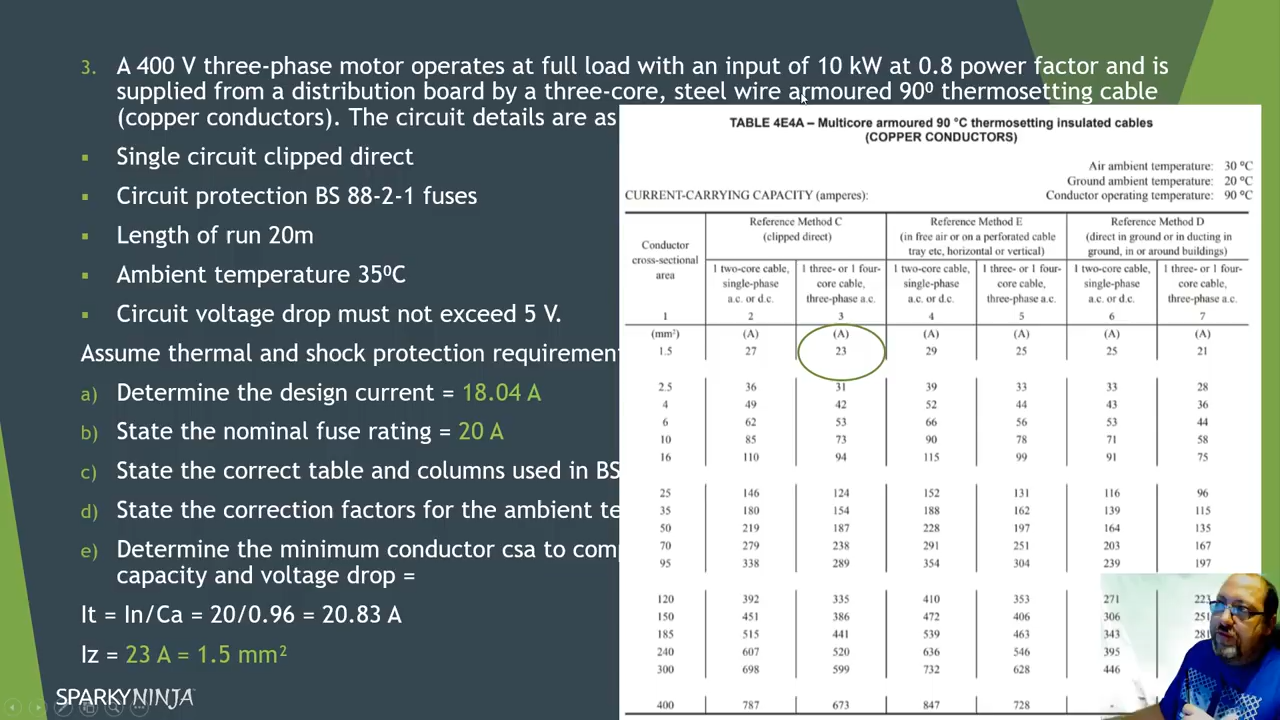 3. A 400 V three-phase motor operates at full load with an input of 10 kW at 0.8 power factor and is
supplied from a distribution board by a three-core, steel wire armoured 90⁰ thermosetting cable
(copper conductors). The circuit details are as
▪ Single circuit clipped direct
▪ Circuit protection BS 88-2-1 fuses
▪ Length of run 20m
▪ Ambient temperature 35⁰C
▪ Circuit voltage drop must not exceed 5 V.
Assume thermal and shock protection requirement
a) Determine the design current = 18.04 A
b) State the nominal fuse rating = 20 A
c) State the correct table and columns used in BS
d) State the correction factors for the ambient te
e) Determine the minimum conductor csa to comp
capacity and voltage drop =
It = In/Ca = 20/0.96 = 20.83 A
Iz = 23 A = 1.5 mm²
SPARKYNINJA
TABLE 4E4A – Multicore armoured 90 °C thermosetting insulated cables
(COPPER CONDUCTORS)
Air ambient temperature: 30 °C
Ground ambient temperature: 20 °C
CURRENT-CARRYING CAPACITY (amperes): Conductor operating temperature: 90 °C
Conductor
cross-sectional
area
Reference Method C
(clipped direct)
Reference Method E
(in free air or on a perforated cable
tray etc, horizontal or vertical)
Reference Method D
(direct in ground or in ducting in
ground, in or around buildings)
1 two-core cable,
single-phase
a.c. or d.c.
1 three- or 1 four-
core cable,
three-phase a.c.
1 two-core cable,
single-phase
a.c. or d.c.
1 three- or 1 four-
core cable,
three-phase a.c.
1 two-core cable,
single-phase
a.c. or d.c.
1 three- or 1 four-
core cable,
three-phase a.c.
1 2 3 4 5 6 7
(mm²) (A) (A) (A) (A) (A) (A)
1.5 27 23 29 25 25 21
2.5 36 31 39 33 33 28
4 49 42 52 44 43 36
6 62 53 66 56 53 44
10 85 73 90 78 71 58
16 110 94 115 99 91 75
25 146 124 152 131 116 96
35 180 154 188 162 139 115
50 219 187 228 197 164 135
70 279 238 291 251 203 167
95 338 289 354 304 239 197
120 392 335 410 353 271
150 451 386 472 406 306
185 515 441 539 463 343
240 607 520 636 546 395
300 698 599 732 628 446
400 787 673 847 728